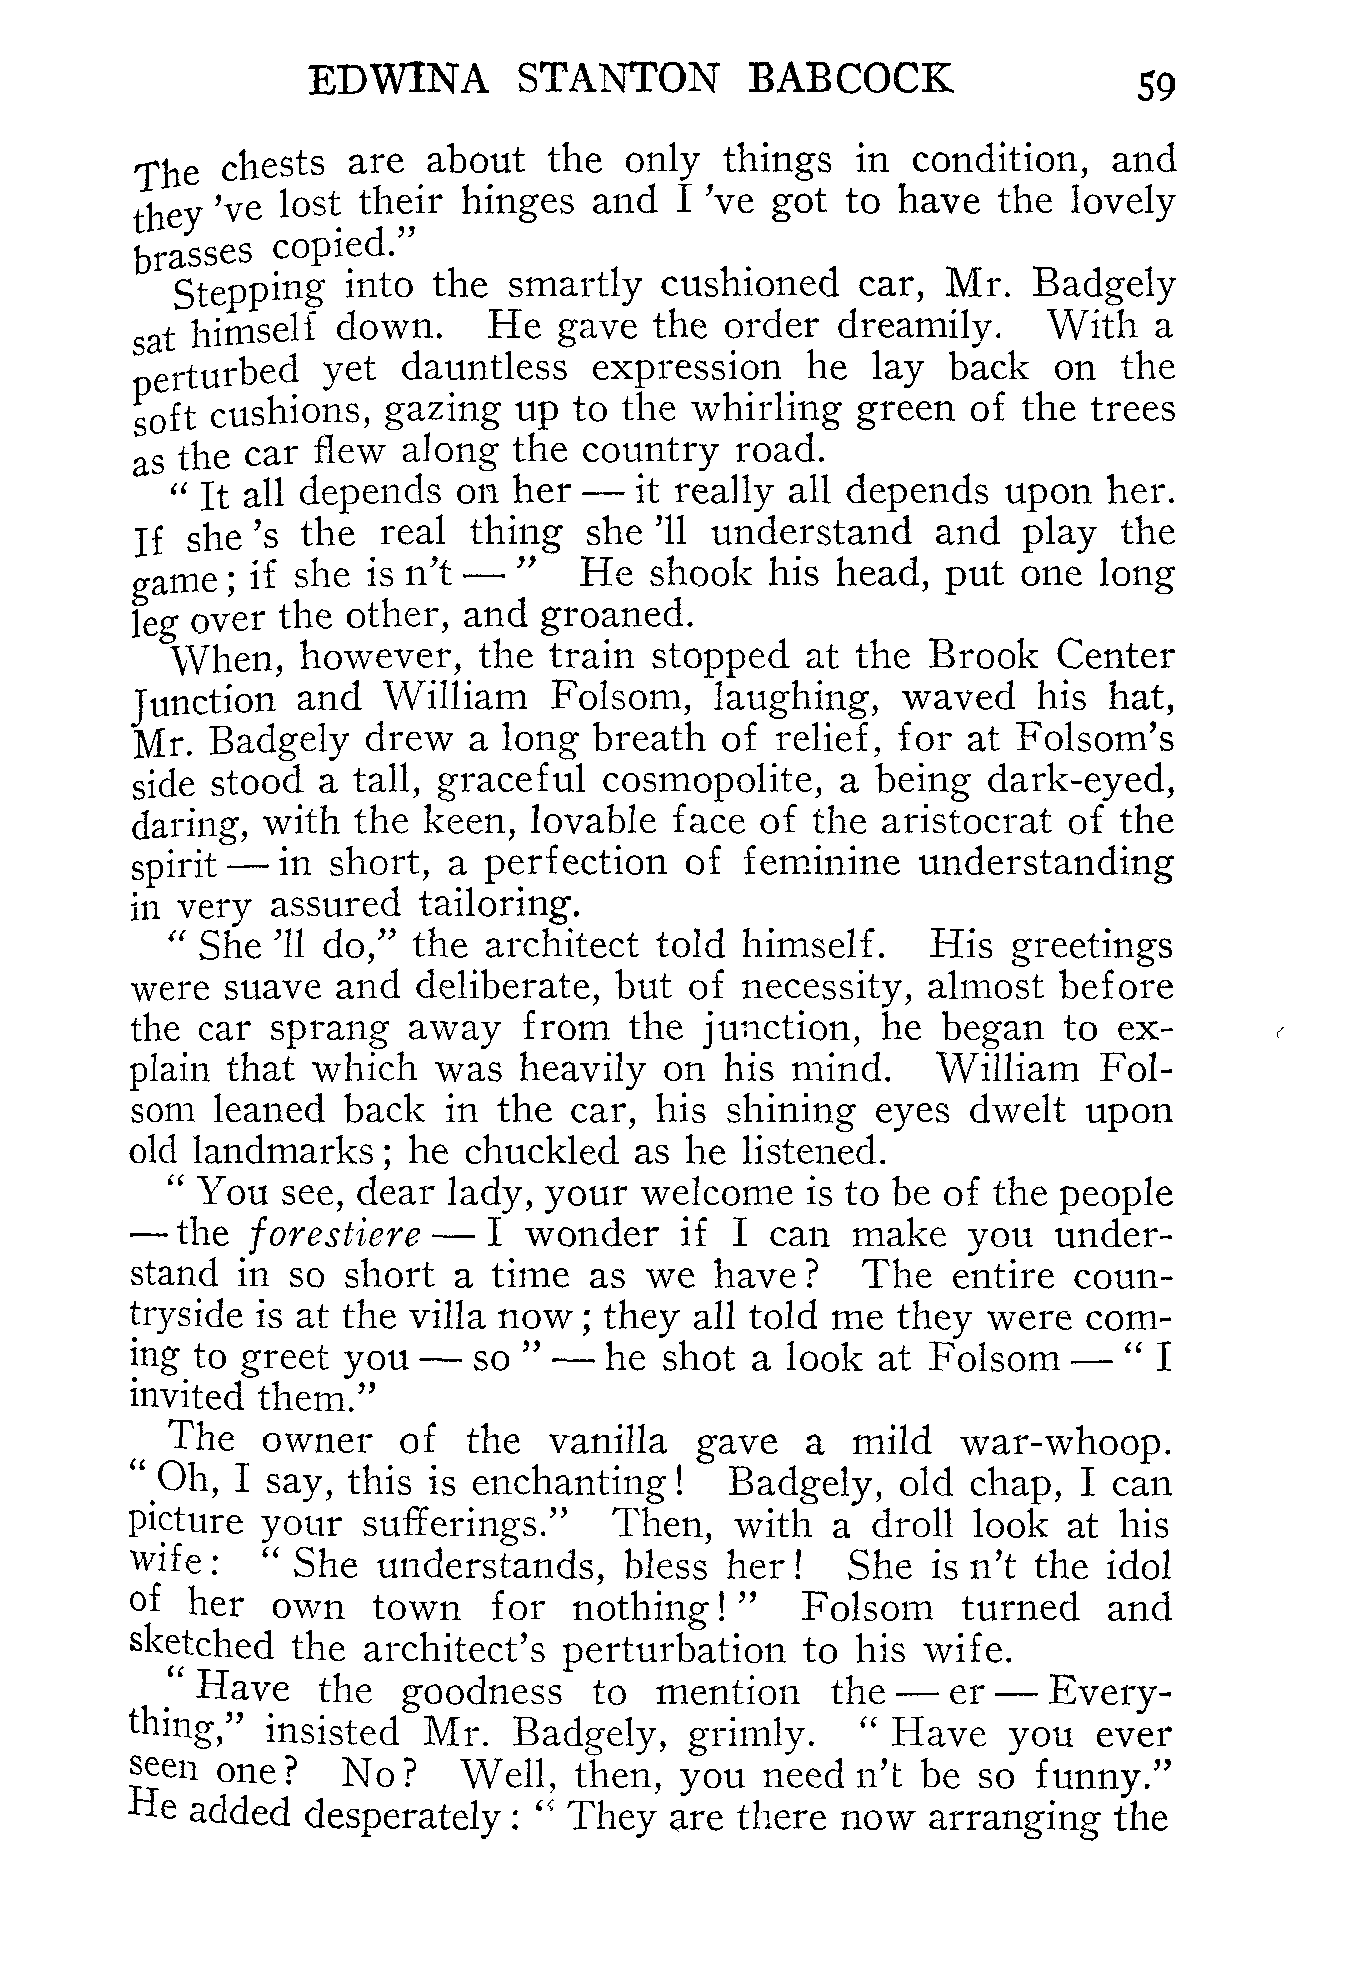 EDWINA STANTON BABCOCK 59
The chests are about the only things in condition, and
they 've lost their hinges and I 've got to have the lovely
brasses copied."
Stepping into the smartly cushioned car, Mr. Badgely
sat himself down. He gave the order dreamily. With a
perturbed yet dauntless expression he lay back on the
soft cushions, gazing up to the whirling green of the trees
as the car flew along the country road.
" It all depends on her — it really all depends upon her.
If she 's the real thing she 'll understand and play the
game ; if she is n't — " He shook his head, put one long
leg over the other, and groaned.
When, however, the train stopped at the Brook Center
Junction and William Folsom, laughing, waved his hat,
Mr. Badgely drew a long breath of relief, for at Folsom's
side stood a tall, graceful cosmopolite, a being dark-eyed,
daring, with the keen, lovable face of the aristocrat of the
spirit — in short, a perfection of feminine understanding
in very assured tailoring.
" She 'll do," the architect told himself. His greetings
were suave and deliberate, but of necessity, almost before
the car sprang away from the junction, he began to ex-
plain that which was heavily on his mind. William Fol-
som leaned back in the car, his shining eyes dwelt upon
old landmarks ; he chuckled as he listened.
" You see, dear lady, your welcome is to be of the people
— the forestiere — I wonder if I can make you under-
stand in so short a time as we have ? The entire coun-
tryside is at the villa now ; they all told me they were com-
ing to greet you — so " — he shot a look at Folsom — " I
invited them."
The owner of the vanilla gave a mild war-whoop.
" Oh, I say, this is enchanting ! Badgely, old chap, I can
picture your sufferings." Then, with a droll look at his
wife : " She understands, bless her ! She is n't the idol
of her own town for nothing ! " Folsom turned and
sketched the architect's perturbation to his wife.
" Have the goodness to mention the — er — Every-
thing," insisted Mr. Badgely, grimly. " Have you ever
seen one ? No ? Well, then, you need n't be so funny."
He added desperately : " They are there now arranging the